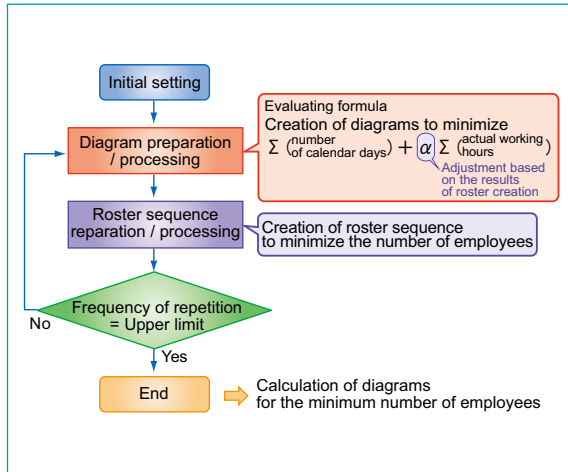 Initial setting
Evaluating formula
Creation of diagrams to minimize
Σ (number of calendar days) + α Σ (actual working hours)
Adjustment based
on the results
of roster creation
Diagram preparation
/ processing
Roster sequence
reparation / processing
Creation of roster sequence
to minimize the number of employees
Frequency of repetition
= Upper limit
No
Yes
End
Calculation of diagrams
for the minimum number of employees